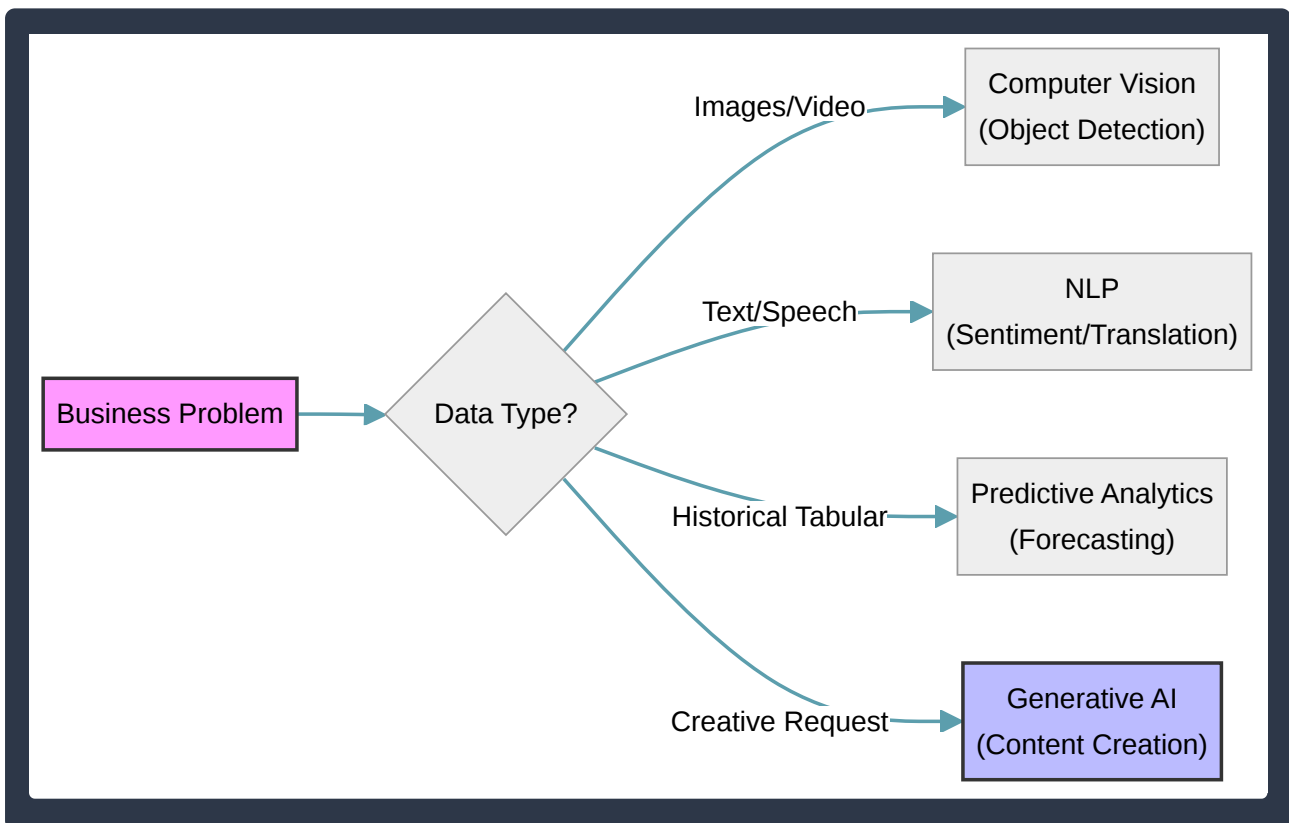 Business Problem
Data Type?
Images/Video
Computer Vision
(Object Detection)
Text/Speech
NLP
(Sentiment/Translation)
Historical Tabular
Predictive Analytics
(Forecasting)
Creative Request
Generative AI
(Content Creation)